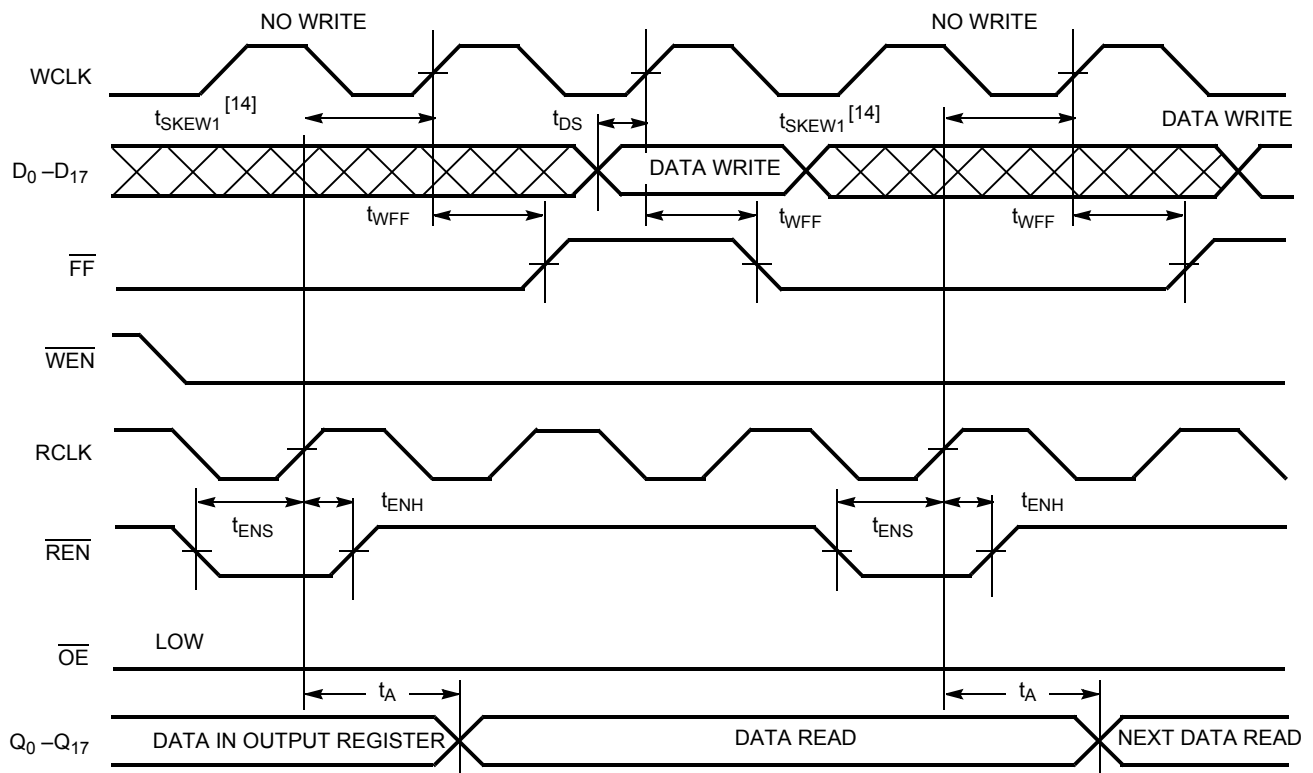 NO WRITE NO WRITE
WCLK
tSKEW1 [14] tDS tSKEW1 [14] DATA WRITE
D0 –D17 DATA WRITE
tWFF tWFF tWFF
FF
WEN
RCLK
tENS tENH tENS tENH
REN
LOW
OE
tA tA
Q0 –Q17 DATA IN OUTPUT REGISTER DATA READ NEXT DATA READ